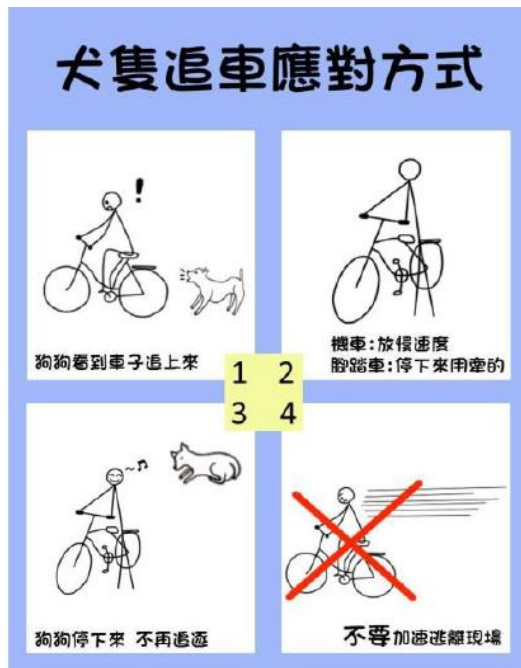 犬隻追車應對方式
!
狗狗看到車子追上來
機車:放慢速度
腳踏車:停下來用牽的
1 2
3 4
狗狗停下來 不再追逐
不要加速逃離現場